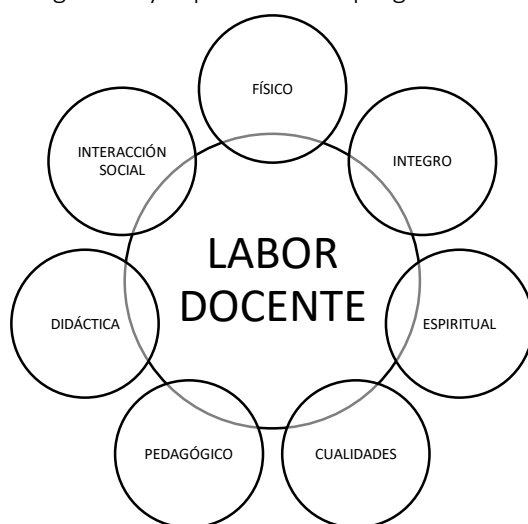 FÍSICO
INTERACCIÓN
SOCIAL
INTEGRO
LABOR
DOCENTE
DIDÁCTICA
ESPIRITUAL
PEDAGÓGICO
CUALIDADES